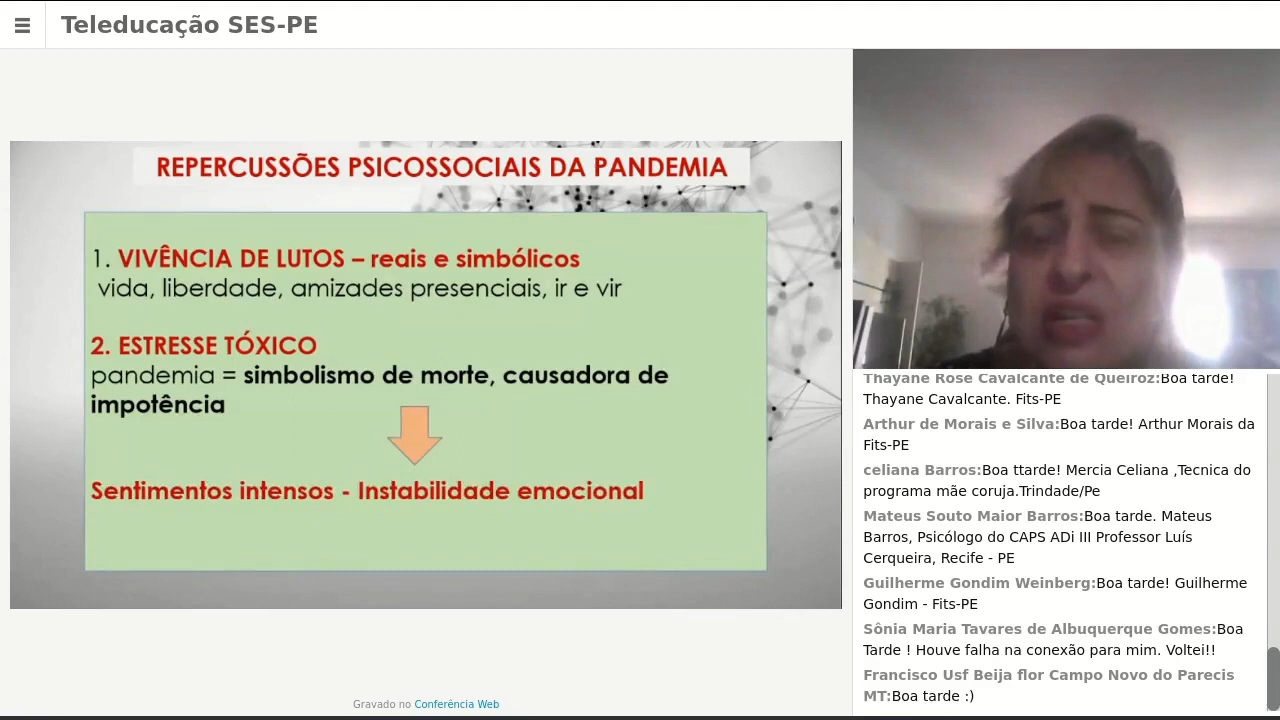 Teleducação SES-PE
REPERCUSSÕES PSICOSSOCIAIS DA PANDEMIA
1. VIVÊNCIA DE LUTOS – reais e simbólicos
vida, liberdade, amizades presenciais, ir e vir
2. ESTRESSE TÓXICO
pandemia = simbolismo de morte, causadora de
impotência
Sentimentos intensos - Instabilidade emocional
Gravado no Conferência Web
Thayane Rose Cavalcante de Queiroz:Boa tarde!
Thayane Cavalcante. Fits-PE
Arthur de Morais e Silva:Boa tarde! Arthur Morais da
Fits-PE
celiana Barros:Boa ttarde! Mercia Celiana ,Tecnica do
programa mãe coruja.Trindade/Pe
Mateus Souto Maior Barros:Boa tarde. Mateus
Barros, Psicólogo do CAPS ADi III Professor Luís
Cerqueira, Recife - PE
Guilherme Gondim Weinberg:Boa tarde! Guilherme
Gondim - Fits-PE
Sônia Maria Tavares de Albuquerque Gomes:Boa
Tarde ! Houve falha na conexão para mim. Voltei!!
Francisco Usf Beija flor Campo Novo do Parecis
MT:Boa tarde :)